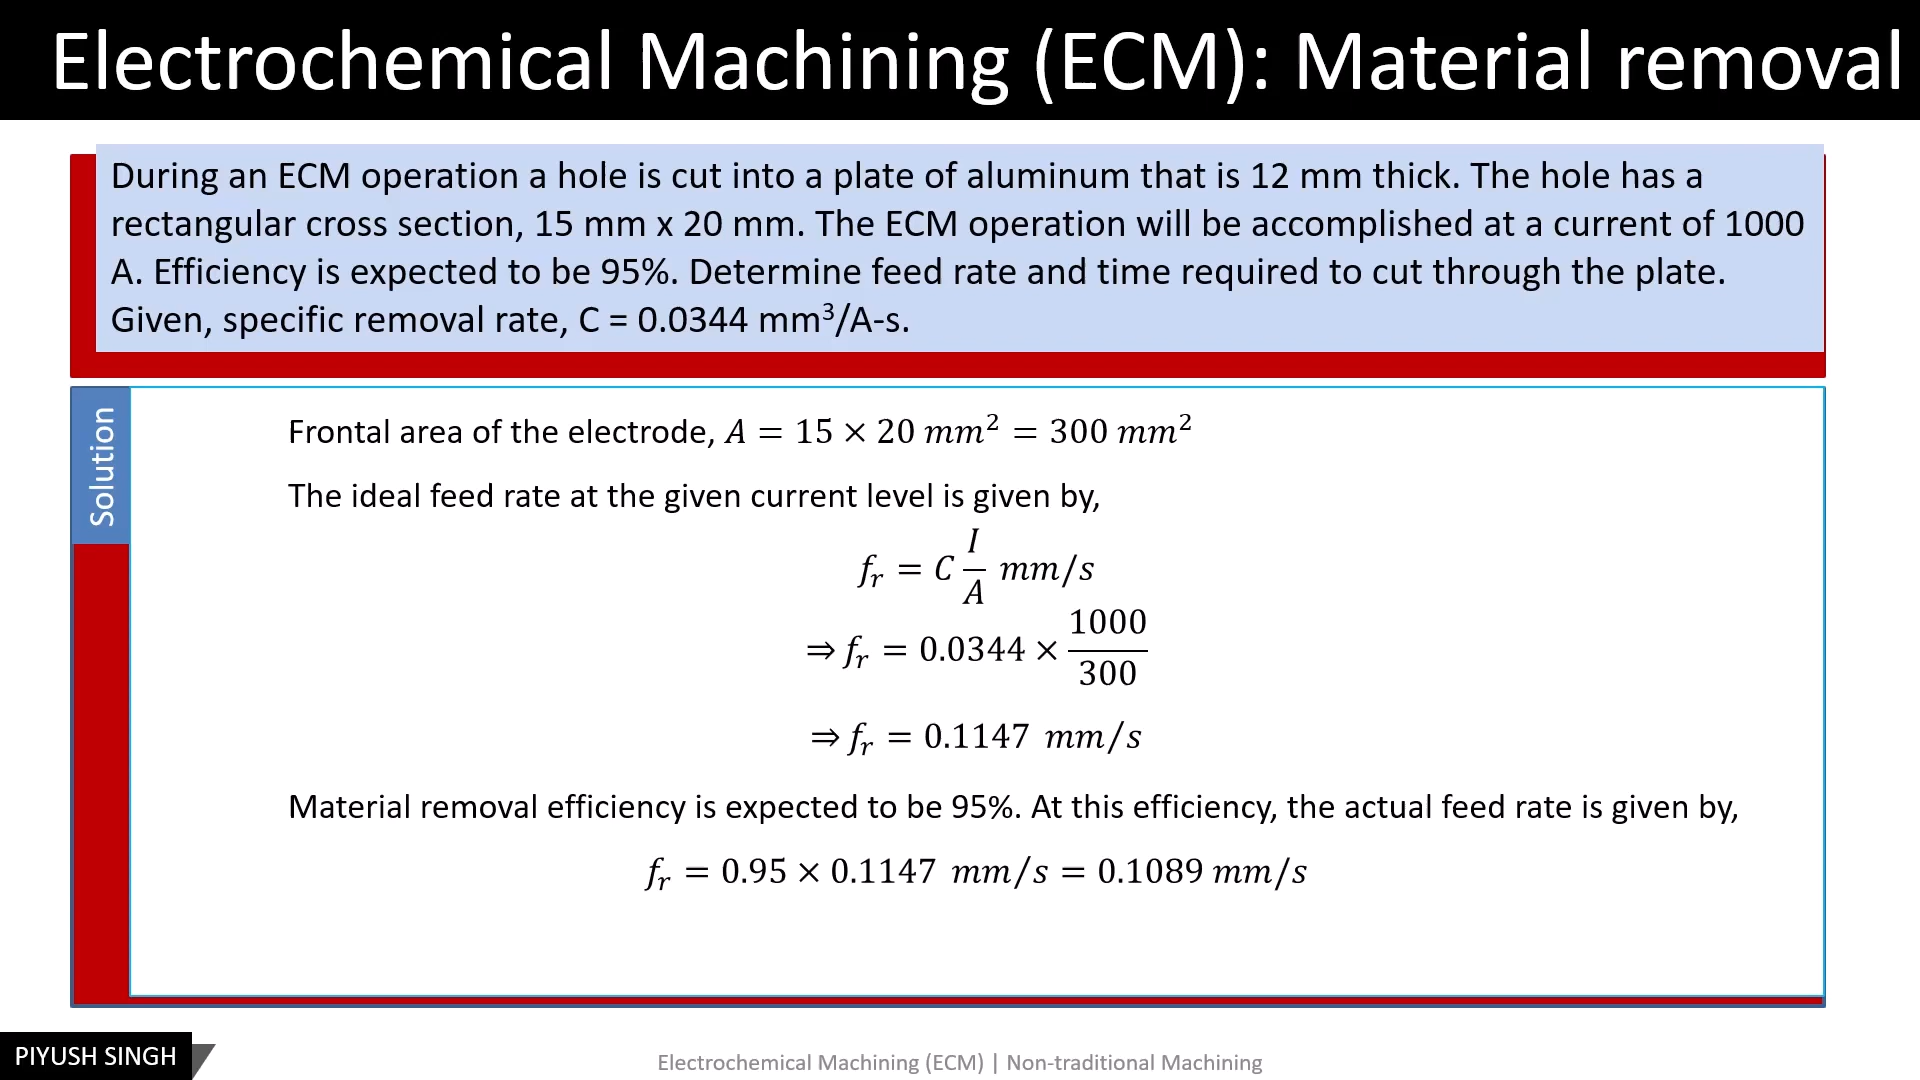 Electrochemical Machining (ECM): Material removal
During an ECM operation a hole is cut into a plate of aluminum that is 12 mm thick. The hole has a
rectangular cross section, 15 mm x 20 mm. The ECM operation will be accomplished at a current of 1000
A. Efficiency is expected to be 95%. Determine feed rate and time required to cut through the plate.
Given, specific removal rate, C = 0.0344 mm³/A-s.
Solution
Frontal area of the electrode, A = 15 × 20 mm² = 300 mm²
The ideal feed rate at the given current level is given by,
fᵣ = C I/A mm/s
⇒ fᵣ = 0.0344 × 1000/300
⇒ fᵣ = 0.1147 mm/s
Material removal efficiency is expected to be 95%. At this efficiency, the actual feed rate is given by,
fᵣ = 0.95 × 0.1147 mm/s = 0.1089 mm/s
PIYUSH SINGH
Electrochemical Machining (ECM) | Non-traditional Machining